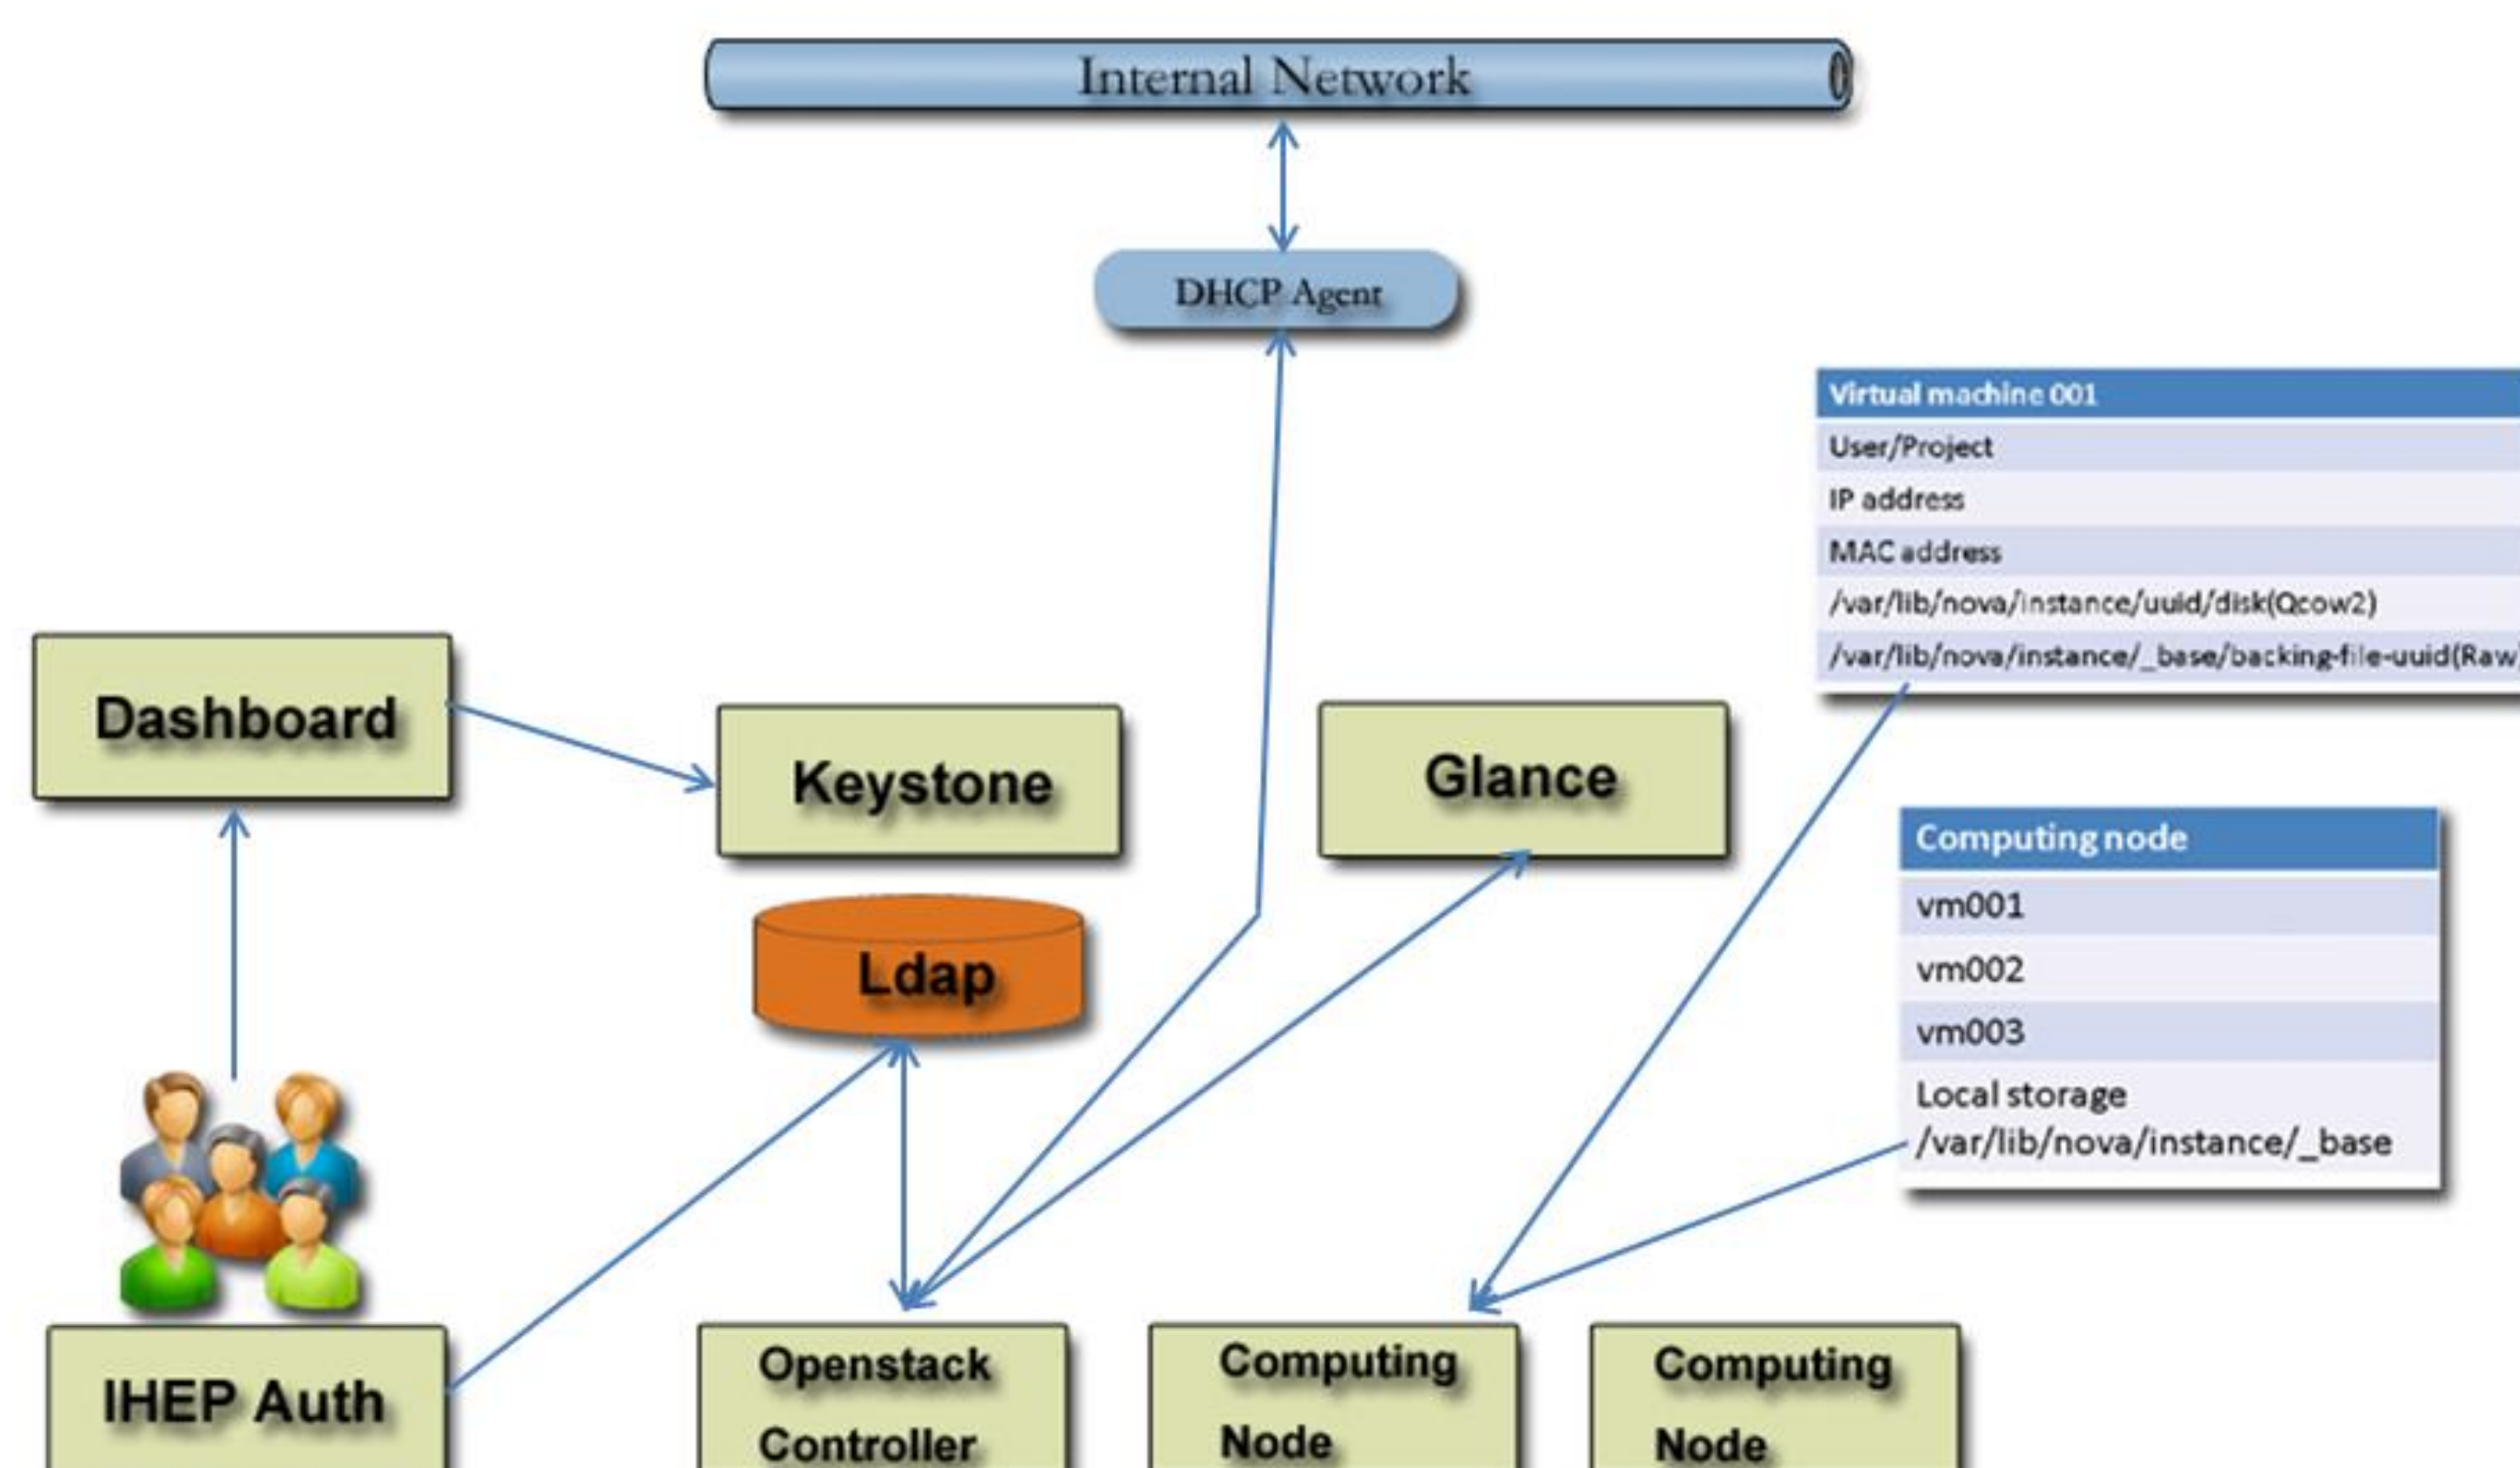 Internal Network
DHCP Agent
Virtual machine 001
User/Project
IP address
MAC address
/var/lib/nova/instance/uuid/disk(Qcow2)
/var/lib/nova/instance/_base/backing-file-uuid(Raw)
Dashboard
Keystone
Glance
Computing node
vm001
vm002
vm003
Local storage
/var/lib/nova/instance/_base
Ldap
IHEP Auth
Openstack
Controller
Computing
Node
Computing
Node